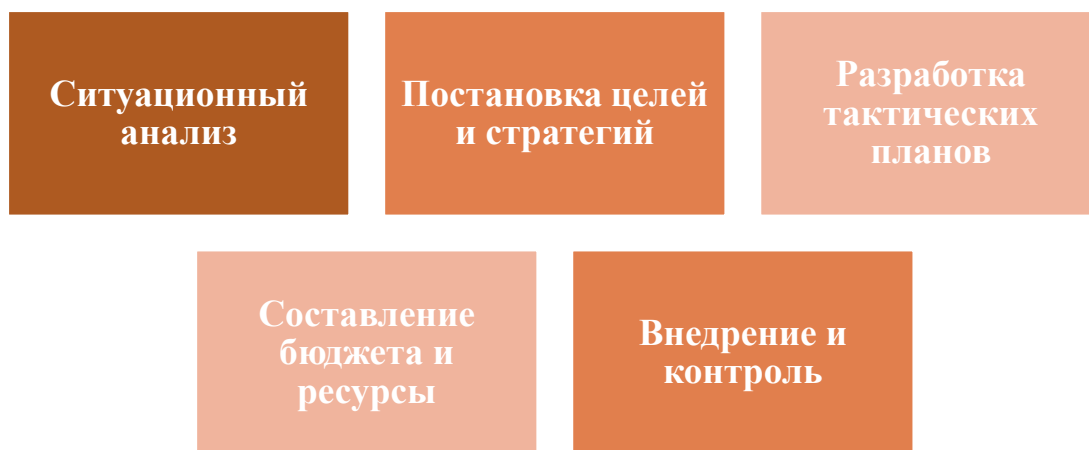 Ситуационный
анализ
Постановка целей
и стратегий
Разработка
тактических
планов
Составление
бюджета и
ресурсы
Внедрение и
контроль